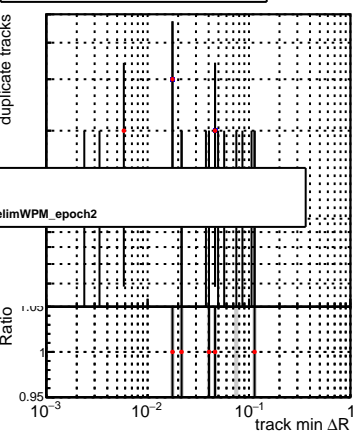 duplicate tracks
elimWPM_epoch2
1.05
Ratio
1
0.95
10⁻³ 10⁻² 10⁻¹ 1
track min ΔR